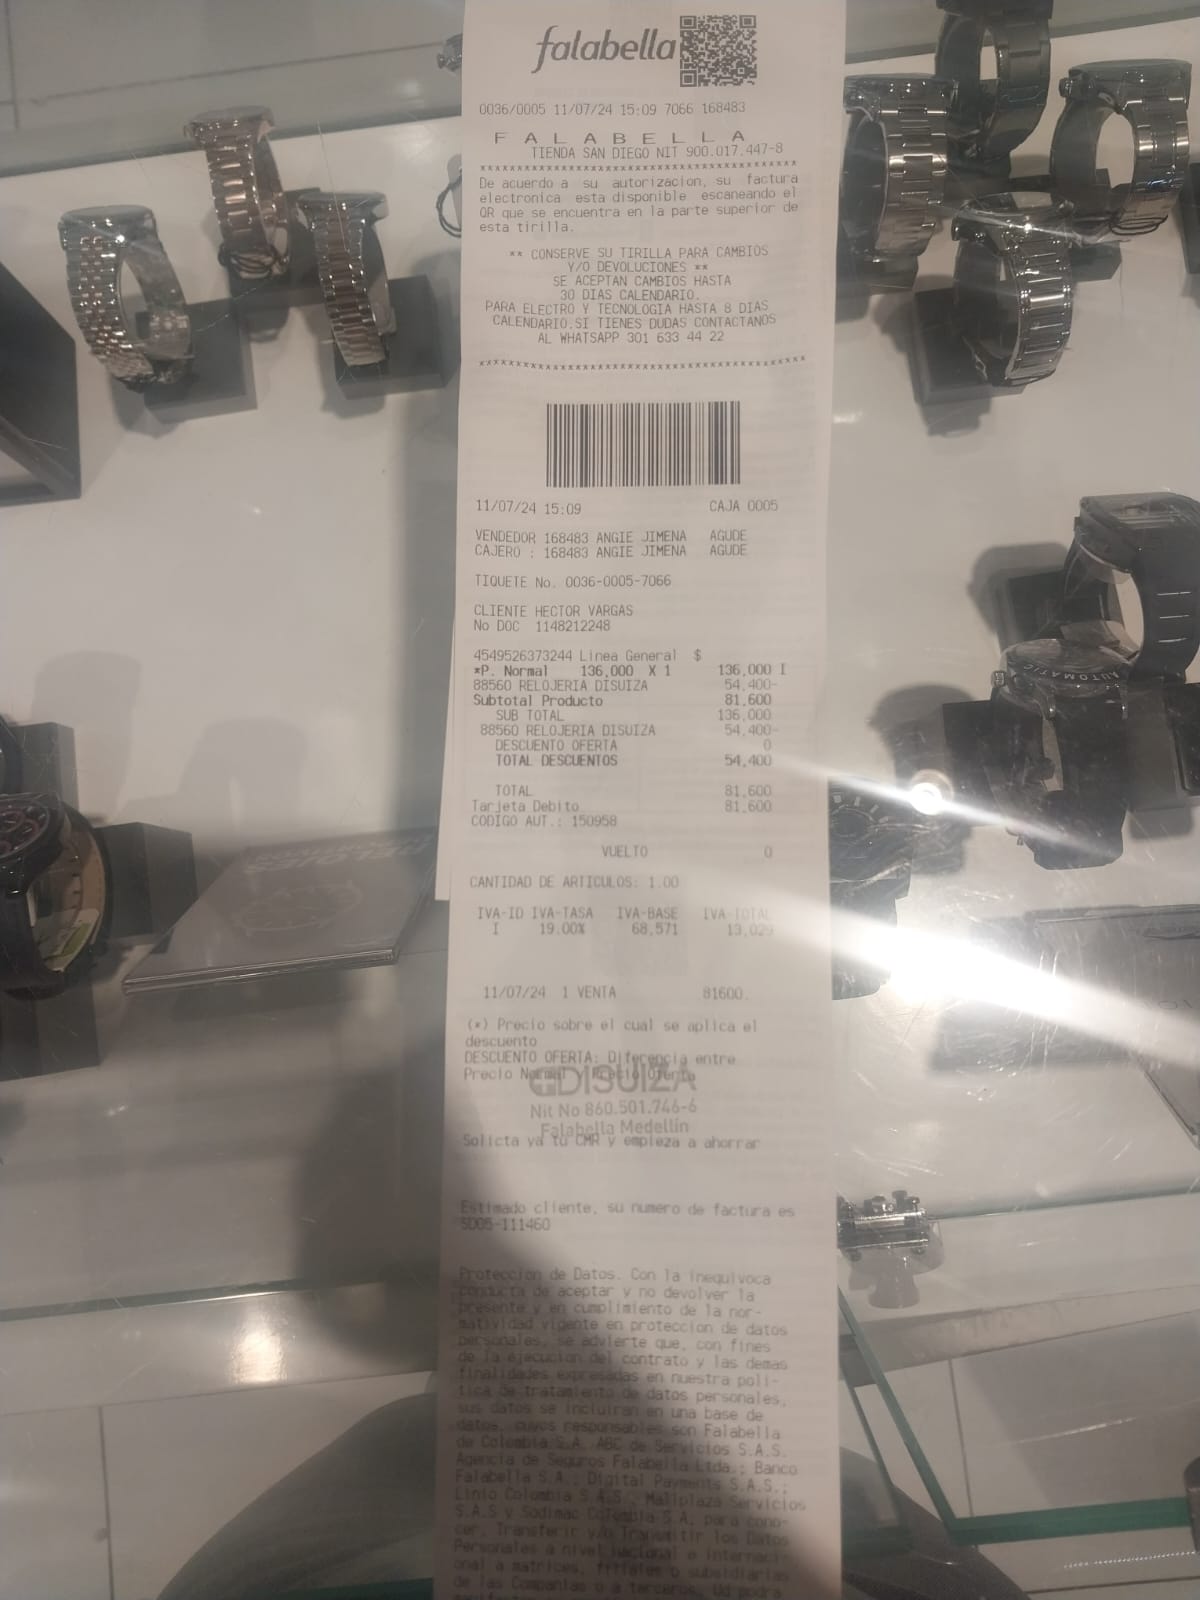 falabella
0036/0005 11/07/24 15:09 7066 168483
F A L A B E L L A
TIENDA SAN DIEGO NIT 900.017.447-8
****************************************
De acuerdo a su autorizacion, su factura
electronica esta disponible escaneando el
QR que se encuentra en la parte superior de
esta tirilla.
** CONSERVE SU TIRILLA PARA CAMBIOS
Y/O DEVOLUCIONES **
SE ACEPTAN CAMBIOS HASTA
30 DIAS CALENDARIO.
PARA ELECTRO Y TECNOLOGIA HASTA 8 DIAS
CALENDARIO.SI TIENES DUDAS CONTACTANOS
AL WHATSAPP 301 633 44 22
****************************************
11/07/24 15:09 CAJA 0005
VENDEDOR 168483 ANGIE JIMENA AGUDE
CAJERO : 168483 ANGIE JIMENA AGUDE
TIQUETE No. 0036-0005-7066
CLIENTE HECTOR VARGAS
No DOC 1148212248
4549526373244 Linea General $
*P. Normal 136,000 X 1 136,000 I
88560 RELOJERIA DISUIZA 54,400-
Subtotal Producto 81,600
SUB TOTAL 136,000
88560 RELOJERIA DISUIZA 54,400-
DESCUENTO OFERTA 0
TOTAL DESCUENTOS 54,400
TOTAL 81,600
Tarjeta Debito 81,600
CODIGO AUT.: 150958
VUELTO 0
CANTIDAD DE ARTICULOS: 1.00
IVA-ID IVA-TASA IVA-BASE IVA-TOTAL
I 19.00% 68,571 13,029
11/07/24 1 VENTA 81600.
(*) Precio sobre el cual se aplica el
descuento
DESCUENTO OFERTA: Diferencia entre
Precio Normal y Precio Oferta
DISUIZA
Nit No 860.501.746-6
Falabella Medellín
Solicta ya tu CMR y empieza a ahorrar
Estimado cliente, su numero de factura es
SD05-111460
Proteccion de Datos. Con la inequivoca
conducta de aceptar y no devolver la
presente y en cumplimiento de la nor-
matividad vigente en proteccion de datos
personales, se advierte que, con fines
de la ejecucion del contrato y las demas
finalidades expresadas en nuestra poli-
tica de tratamiento de datos personales,
sus datos se incluiran en una base de
datos, cuyos responsables son Falabella
de Colombia S.A. ABC de Servicios S.A.S.
Agencia de Seguros Falabella Ltda.; Banco
Falabella S.A.; Digital Payments S.A.S.;
Linio Colombia S.A.S.; Mallplaza Servicios
S.A.S y Sodimac Colombia S.A, para cono-
cer, Transferir y/o Transmitir los Datos
Personales a nivel nacional e internaci-
onal a matrices, filiales o subsidiarias
de las Companias o a terceros. Ud podra
AUTOMATIC